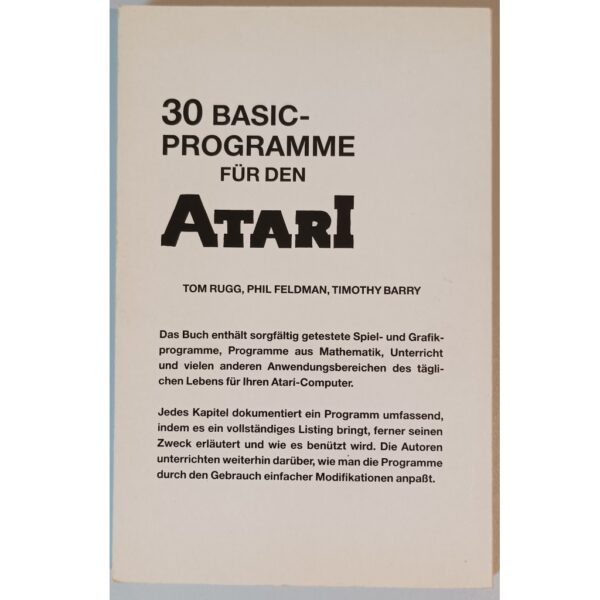 30 BASIC-
PROGRAMME
FÜR DEN
ATARI
TOM RUGG, PHIL FELDMAN, TIMOTHY BARRY
Das Buch enthält sorgfältig getestete Spiel- und Grafik-
programme, Programme aus Mathematik, Unterricht
und vielen anderen Anwendungsbereichen des tägli-
chen Lebens für Ihren Atari-Computer.
Jedes Kapitel dokumentiert ein Programm umfassend,
indem es ein vollständiges Listing bringt, ferner seinen
Zweck erläutert und wie es benützt wird. Die Autoren
unterrichten weiterhin darüber, wie man die Programme
durch den Gebrauch einfacher Modifikationen anpaßt.